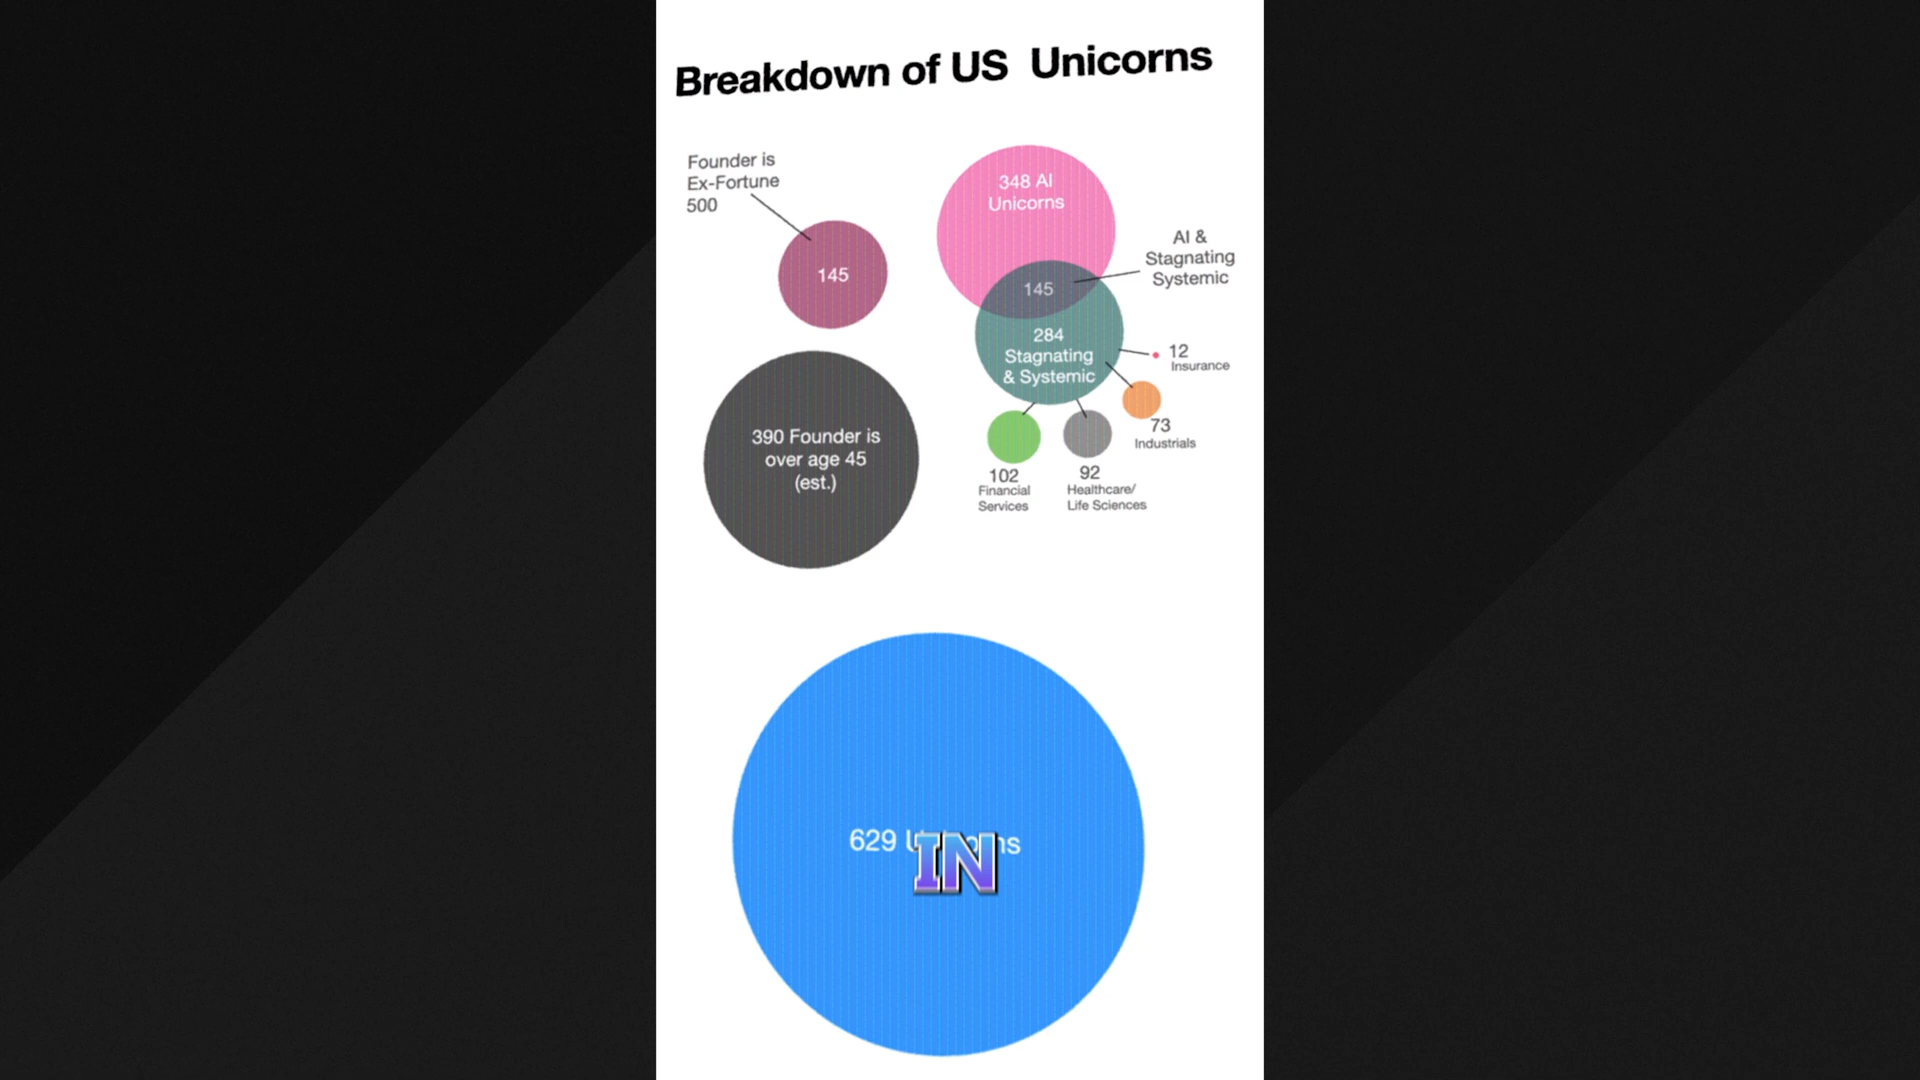 Breakdown of US Unicorns
Founder is
Ex-Fortune
500
145
348 AI
Unicorns
AI &
Stagnating
Systemic
145
284
Stagnating
& Systemic
12
Insurance
73
Industrials
102
Financial
Services
92
Healthcare/
Life Sciences
390 Founder is
over age 45
(est.)
629
IN